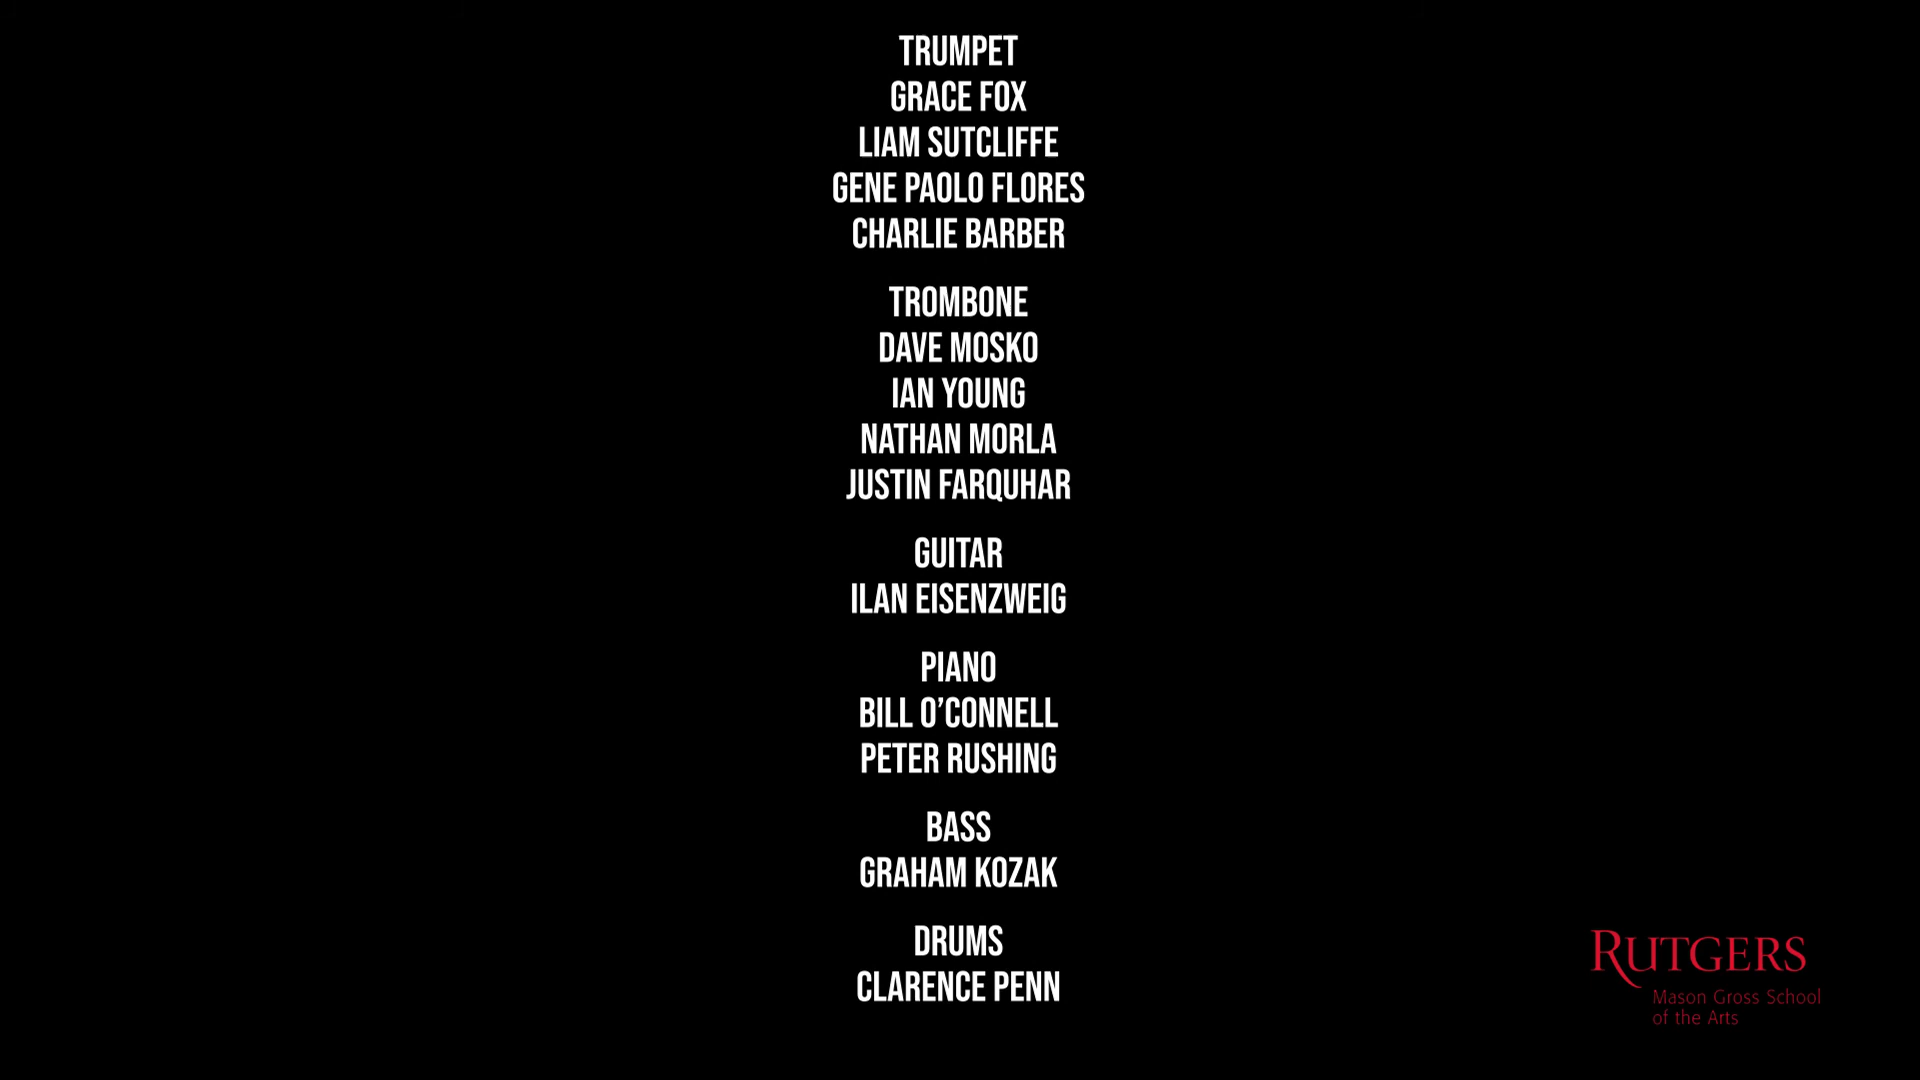 TRUMPET
GRACE FOX
LIAM SUTCLIFFE
GENE PAOLO FLORES
CHARLIE BARBER
TROMBONE
DAVE MOSKO
IAN YOUNG
NATHAN MORLA
JUSTIN FARQUHAR
GUITAR
ILAN EISENZWEIG
PIANO
BILL O’CONNELL
PETER RUSHING
BASS
GRAHAM KOZAK
DRUMS
CLARENCE PENN
RUTGERS
Mason Gross School
of the Arts